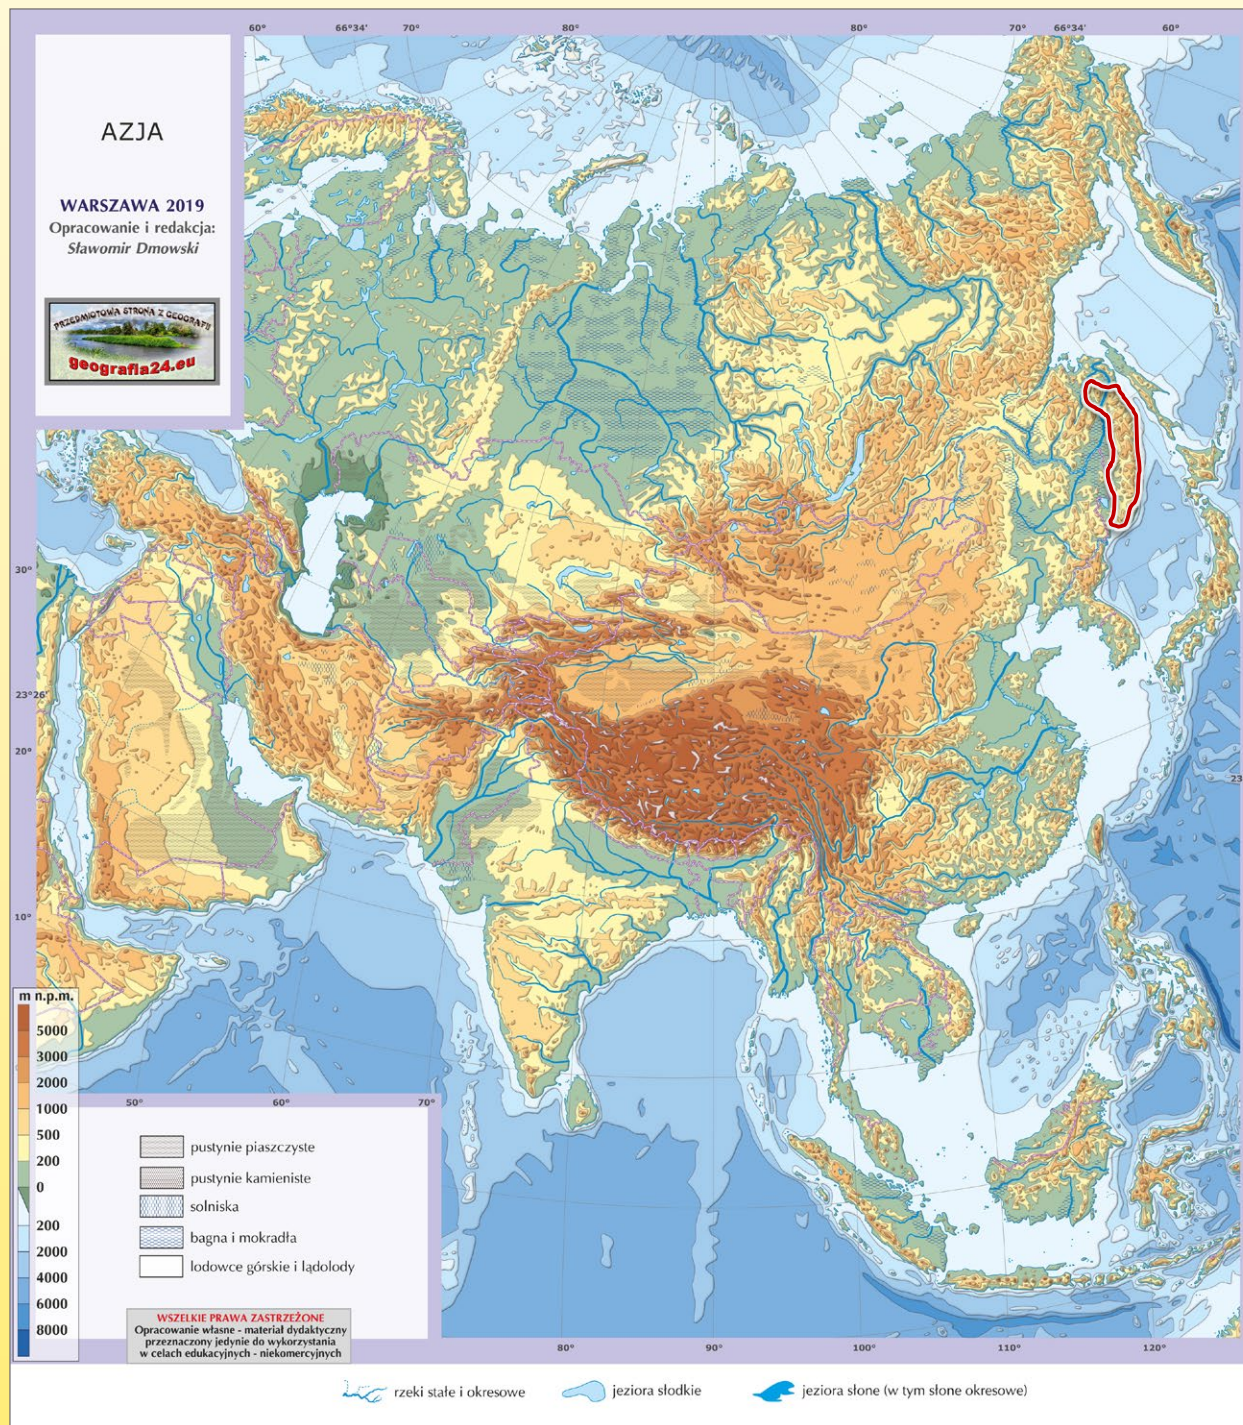 60° 66°34' 70° 80° 80° 70° 66°34' 60°
AZJA
WARSZAWA 2019
Opracowanie i redakcja:
Sławomir Dmowski
PRZEDMIOTOWA STRONA Z GEOGRAFII
geografia24.eu
30°
23°26'
20°
23
10°
m n.p.m.
5000
3000
2000
1000
500
200
0
200
2000
4000
6000
8000
50° 60° 70°
pustynie piaszczyste
pustynie kamieniste
solniska
bagna i mokradła
lodowce górskie i lądolody
WSZELKIE PRAWA ZASTRZEŻONE
Opracowanie własne - materiał dydaktyczny
przeznaczony jedynie do wykorzystania
w celach edukacyjnych - niekomercyjnych
80° 90° 100° 110° 120°
rzeki stałe i okresowe
jeziora słodkie
jeziora słone (w tym słone okresowe)